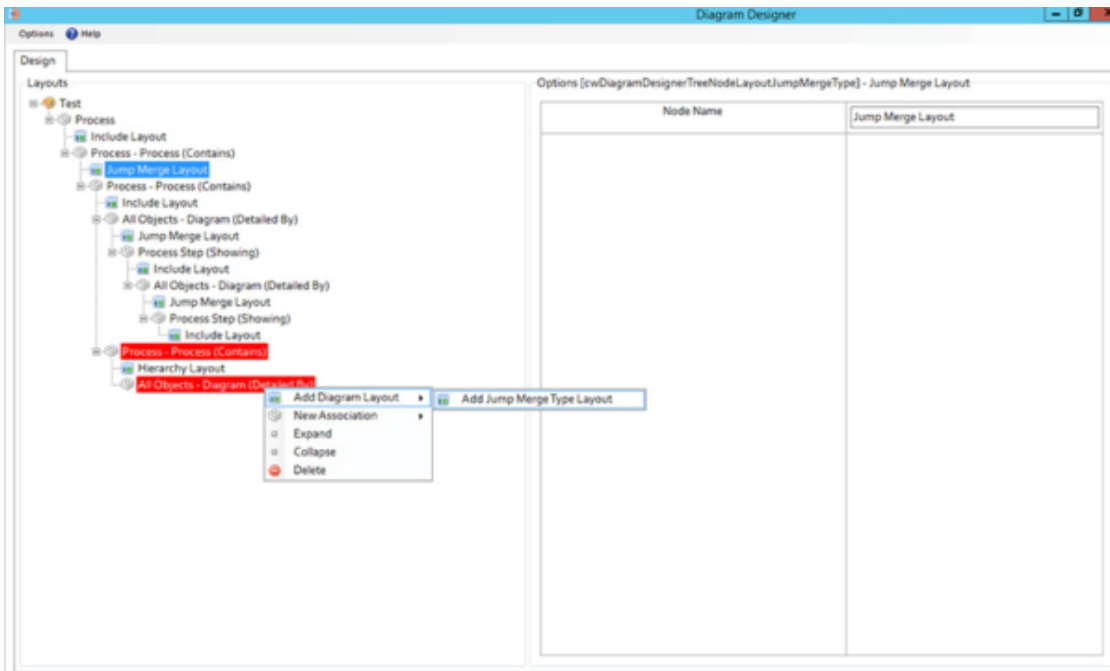 Diagram Designer
Options Help
Design
Layouts
Test
Process
Include Layout
Process - Process (Contains)
Jump Merge Layout
Process - Process (Contains)
Include Layout
All Objects - Diagram (Detailed By)
Jump Merge Layout
Process Step (Showing)
Include Layout
All Objects - Diagram (Detailed By)
Jump Merge Layout
Process Step (Showing)
Include Layout
Process - Process (Contains)
Hierarchy Layout
All Objects - Diagram (Detailed By)
Add Diagram Layout
Add Jump Merge Type Layout
New Association
Expand
Collapse
Delete
Options [cwDiagramDesignerTreeNodeLayoutJumpMergeType] - Jump Merge Layout
Node Name Jump Merge Layout